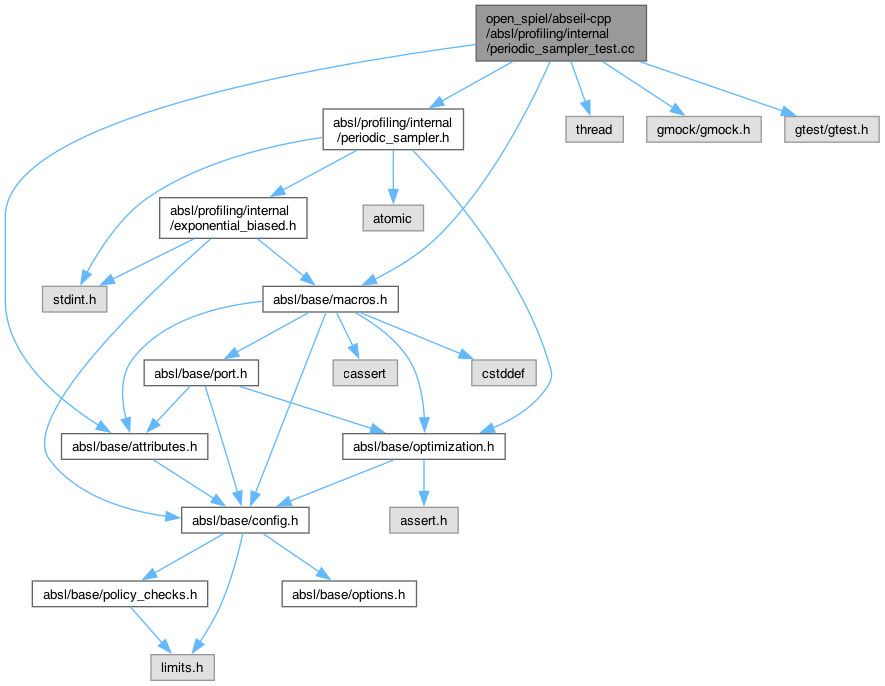 open_spiel/abseil-cpp
/absl/profiling/internal
/periodic_sampler_test.cc
absl/profiling/internal
/periodic_sampler.h
thread
gmock/gmock.h
gtest/gtest.h
absl/profiling/internal
/exponential_biased.h
atomic
stdint.h
absl/base/macros.h
absl/base/port.h
cassert
cstddef
absl/base/attributes.h
absl/base/optimization.h
absl/base/config.h
assert.h
absl/base/policy_checks.h
absl/base/options.h
limits.h